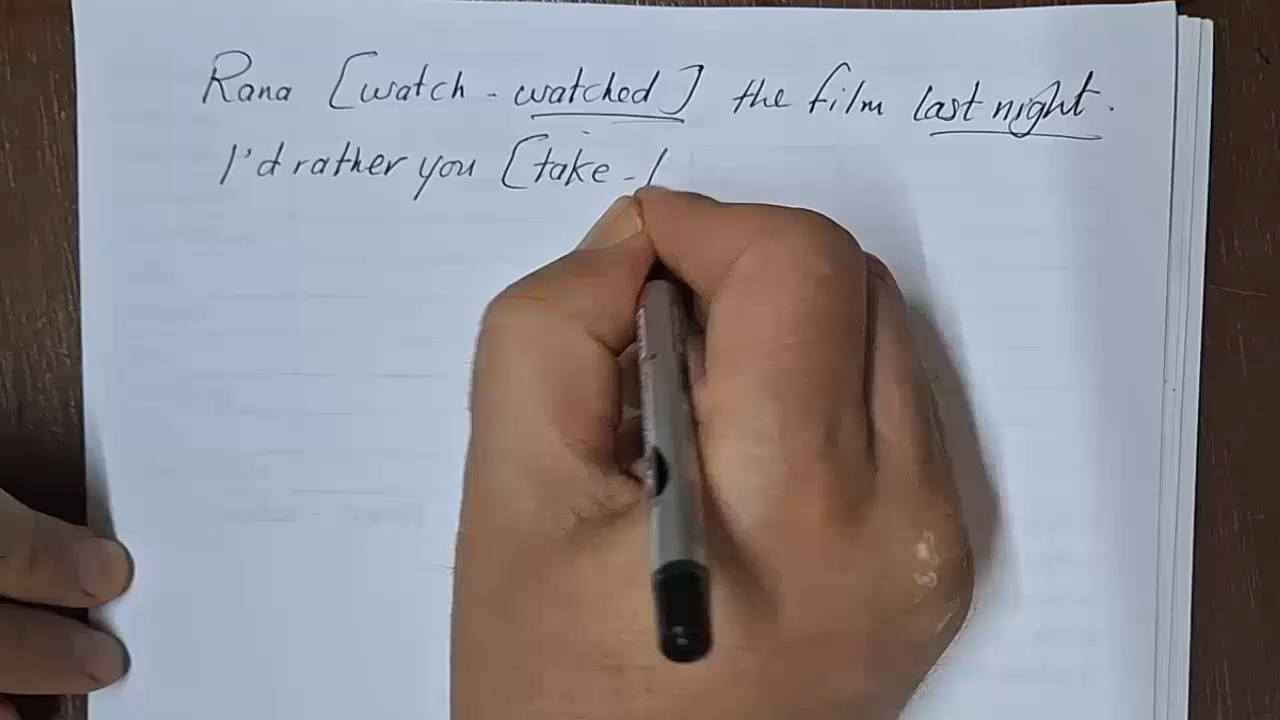 Rana [watch - watched] the film last night.
I'd rather you [take -